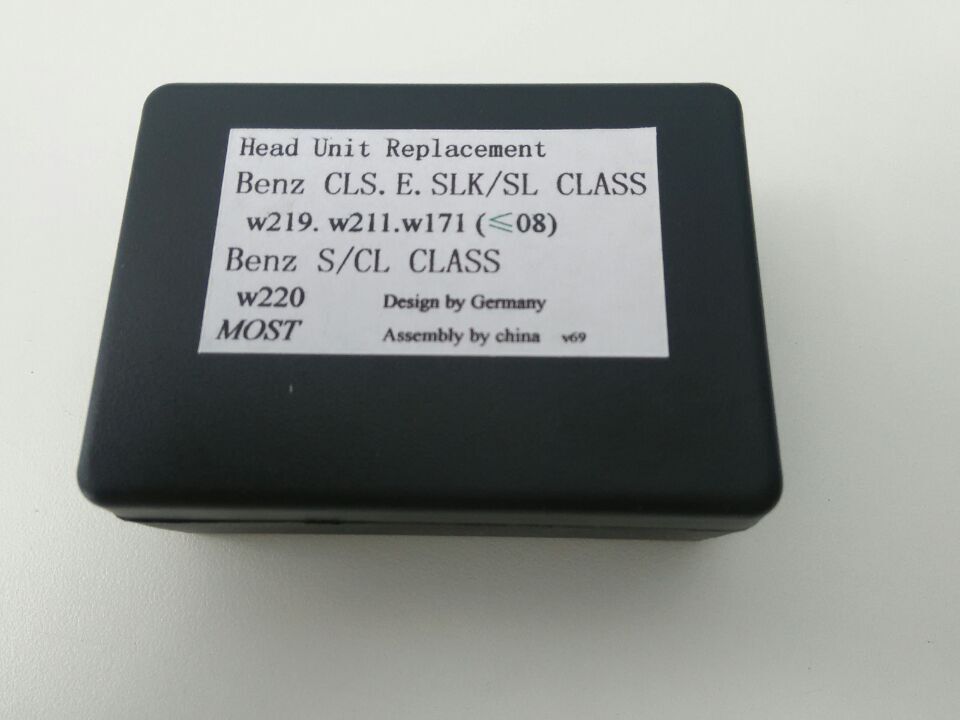 Head Unit Replacement
Benz CLS. E. SLK/SL CLASS
w219. w211.w171 (≤08)
Benz S/CL CLASS
w220 Design by Germany
MOST Assembly by china v69